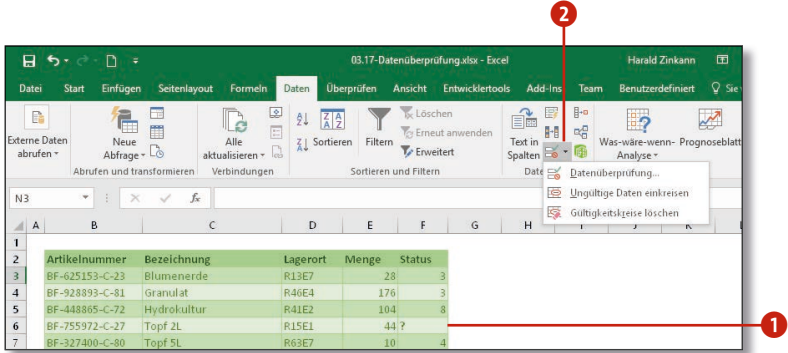 2
03.17-Datenüberprüfung.xlsx - Excel
Harald Zinkann
Datei Start Einfügen Seitenlayout Formeln Daten Überprüfen Ansicht Entwicklertools Add-Ins Team Benutzerdefiniert Sie
Externe Daten abrufen
Neue Abfrage
Alle aktualisieren
Sortieren
Filtern
Löschen
Erneut anwenden
Erweitert
Text in Spalten
Was-wäre-wenn-Analyse
Prognoseblatt
Abrufen und transformieren Verbindungen Sortieren und Filtern Date
Datenüberprüfung...
Ungültige Daten einkreisen
Gültigkeitskreise löschen
N3 fx
A B C D E F G H
1
2 Artikelnummer Bezeichnung Lagerort Menge Status
3 BF-625153-C-23 Blumenerde R13E7 28 3
4 BF-928893-C-81 Granulat R46E4 176 3
5 BF-448865-C-72 Hydrokultur R41E2 104 8
6 BF-755972-C-27 Topf 2L R15E1 44 ?
1
7 BF-327400-C-80 Topf 5L R63E7 10 4